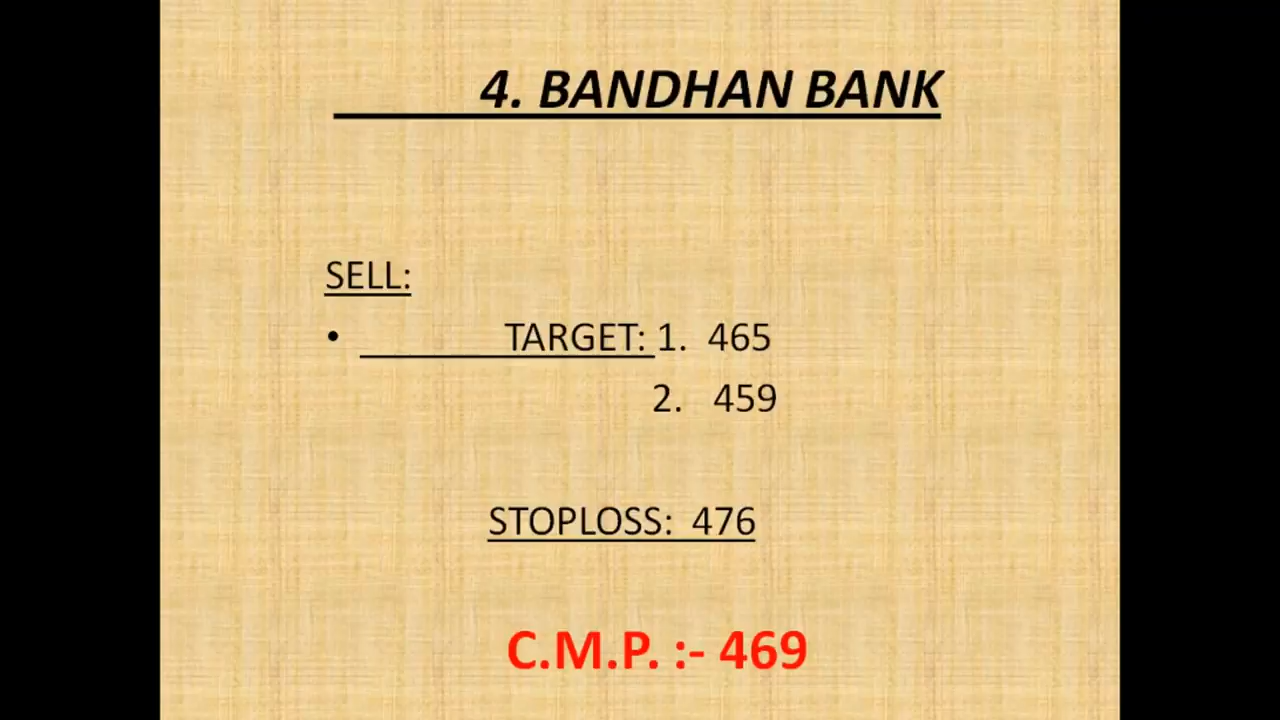 4. BANDHAN BANK
SELL:
• TARGET: 1. 465
2. 459
STOPLOSS: 476
C.M.P. :- 469